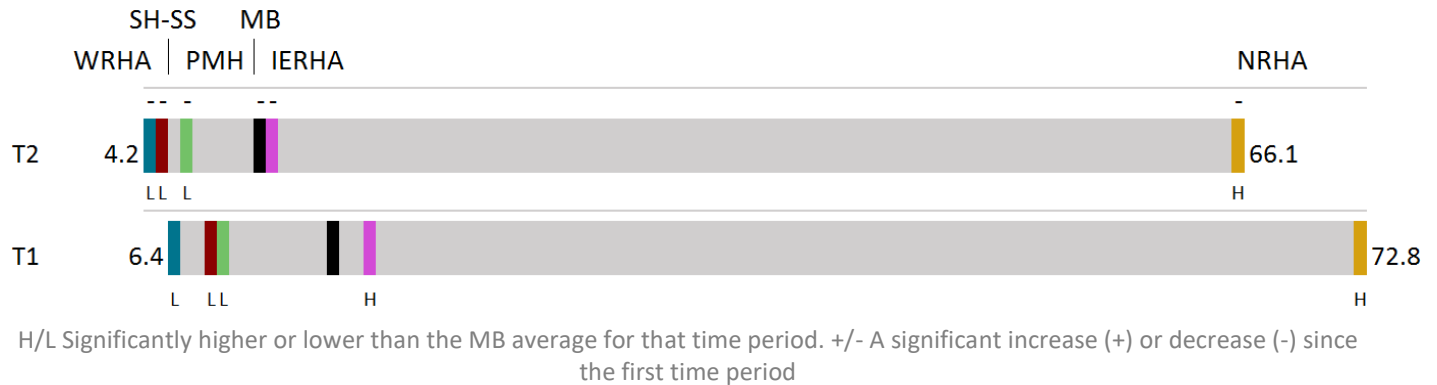 SH-SS MB
WRHA PMH IERHA NRHA
-- - -- -
T2 4.2 66.1
LL L H
T1 6.4 72.8
L LL H H
H/L Significantly higher or lower than the MB average for that time period. +/- A significant increase (+) or decrease (-) since
the first time period